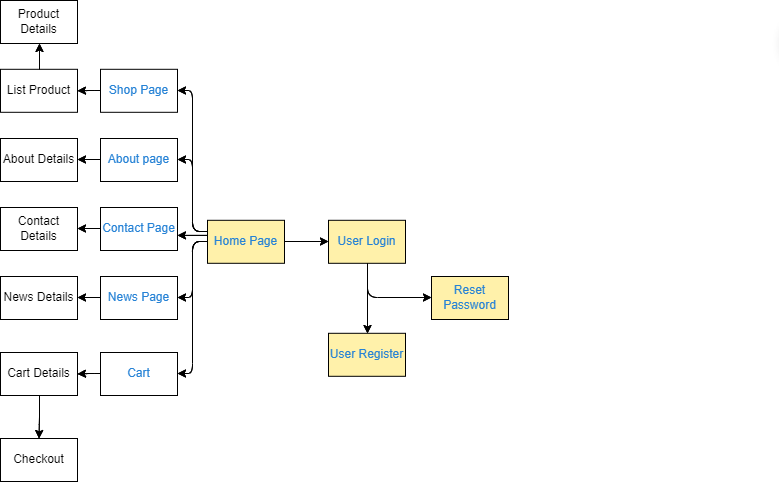 Product
Details
List Product
Shop Page
About Details
About page
Contact
Details
Contact Page
Home Page
User Login
News Details
News Page
Reset
Password
User Register
Cart Details
Cart
Checkout